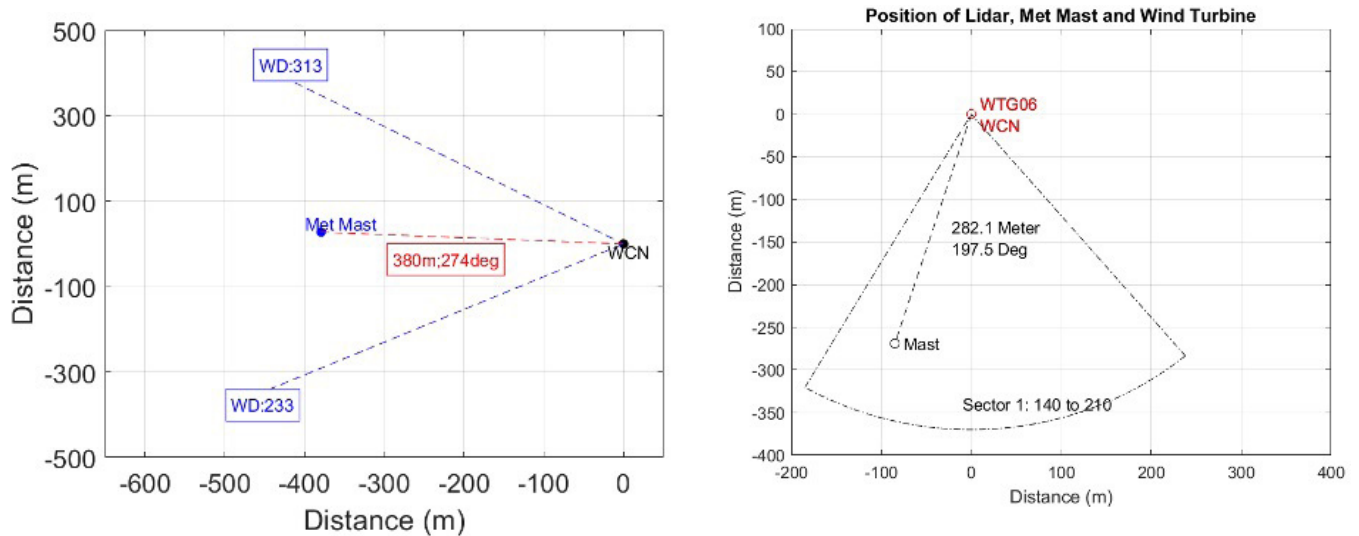 500
300
100
-100
-300
-500
Distance (m)
WD:313
Met Mast
WCN
380m;274deg
WD:233
-600 -500 -400 -300 -200 -100 0
Distance (m)
Position of Lidar, Met Mast and Wind Turbine
100
50
0
-50
-100
-150
-200
-250
-300
-350
-400
Distance (m)
WTG06
WCN
282.1 Meter
197.5 Deg
Mast
Sector 1: 140 to 210
-200 -100 0 100 200 300 400
Distance (m)